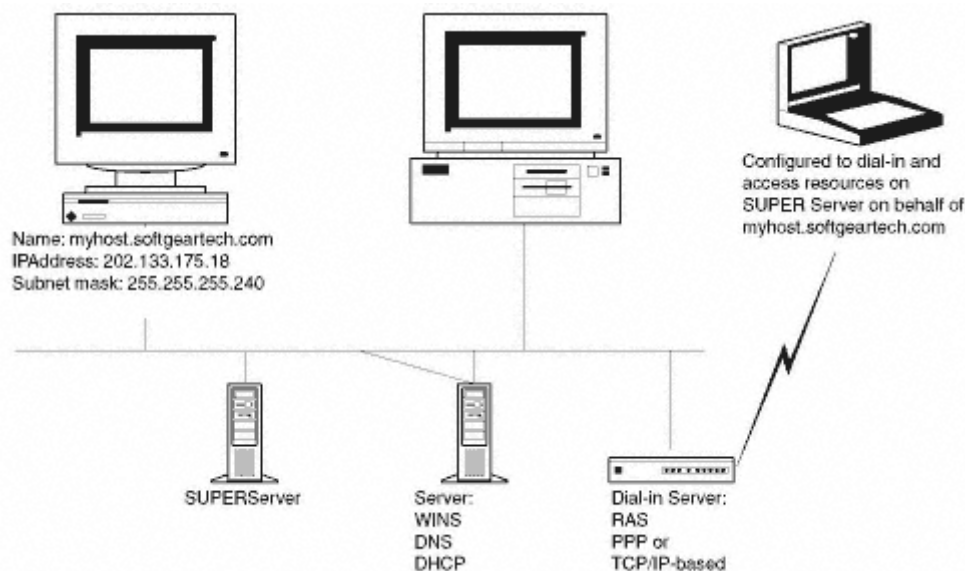 Name: myhost.softgeartech.com
IPAddress: 202.133.175.18
Subnet mask: 255.255.255.240
Configured to dial-in and
access resources on
SUPER Server on behalf of
myhost.softgeartech.com
SUPERServer
Server:
WINS
DNS
DHCP
Dial-in Server:
RAS
PPP or
TCP/IP-based